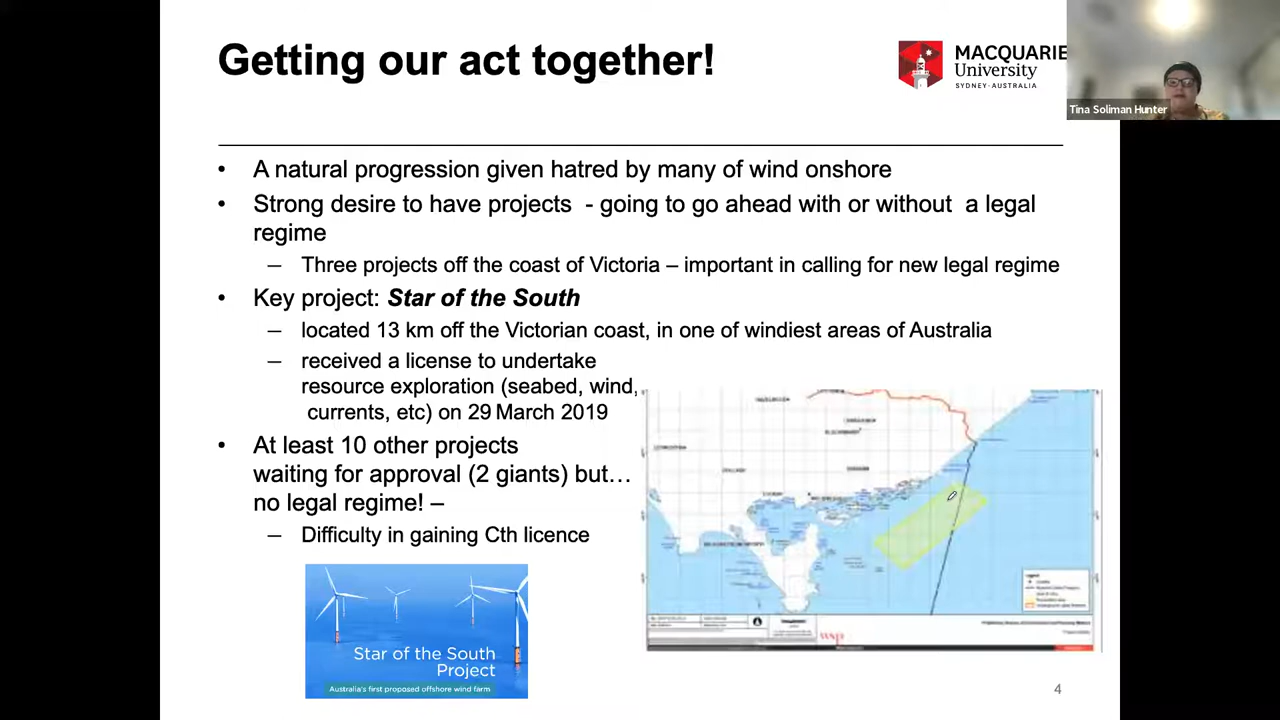 Getting our act together!
MACQUARIE
University
SYDNEY·AUSTRALIA
Tina Soliman Hunter
• A natural progression given hatred by many of wind onshore
• Strong desire to have projects - going to go ahead with or without a legal
regime
– Three projects off the coast of Victoria – important in calling for new legal regime
• Key project: Star of the South
– located 13 km off the Victorian coast, in one of windiest areas of Australia
– received a license to undertake
resource exploration (seabed, wind,
currents, etc) on 29 March 2019
• At least 10 other projects
waiting for approval (2 giants) but…
no legal regime! –
– Difficulty in gaining Cth licence
Star of the South
Project
Australia's first proposed offshore wind farm
wsp
4